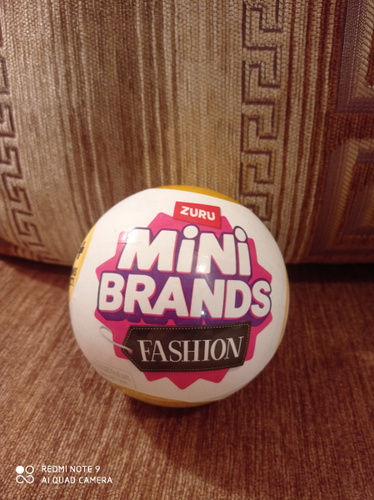 ZURU
MiNi
BRANDS
FASHION
REDMI NOTE 9
AI QUAD CAMERA